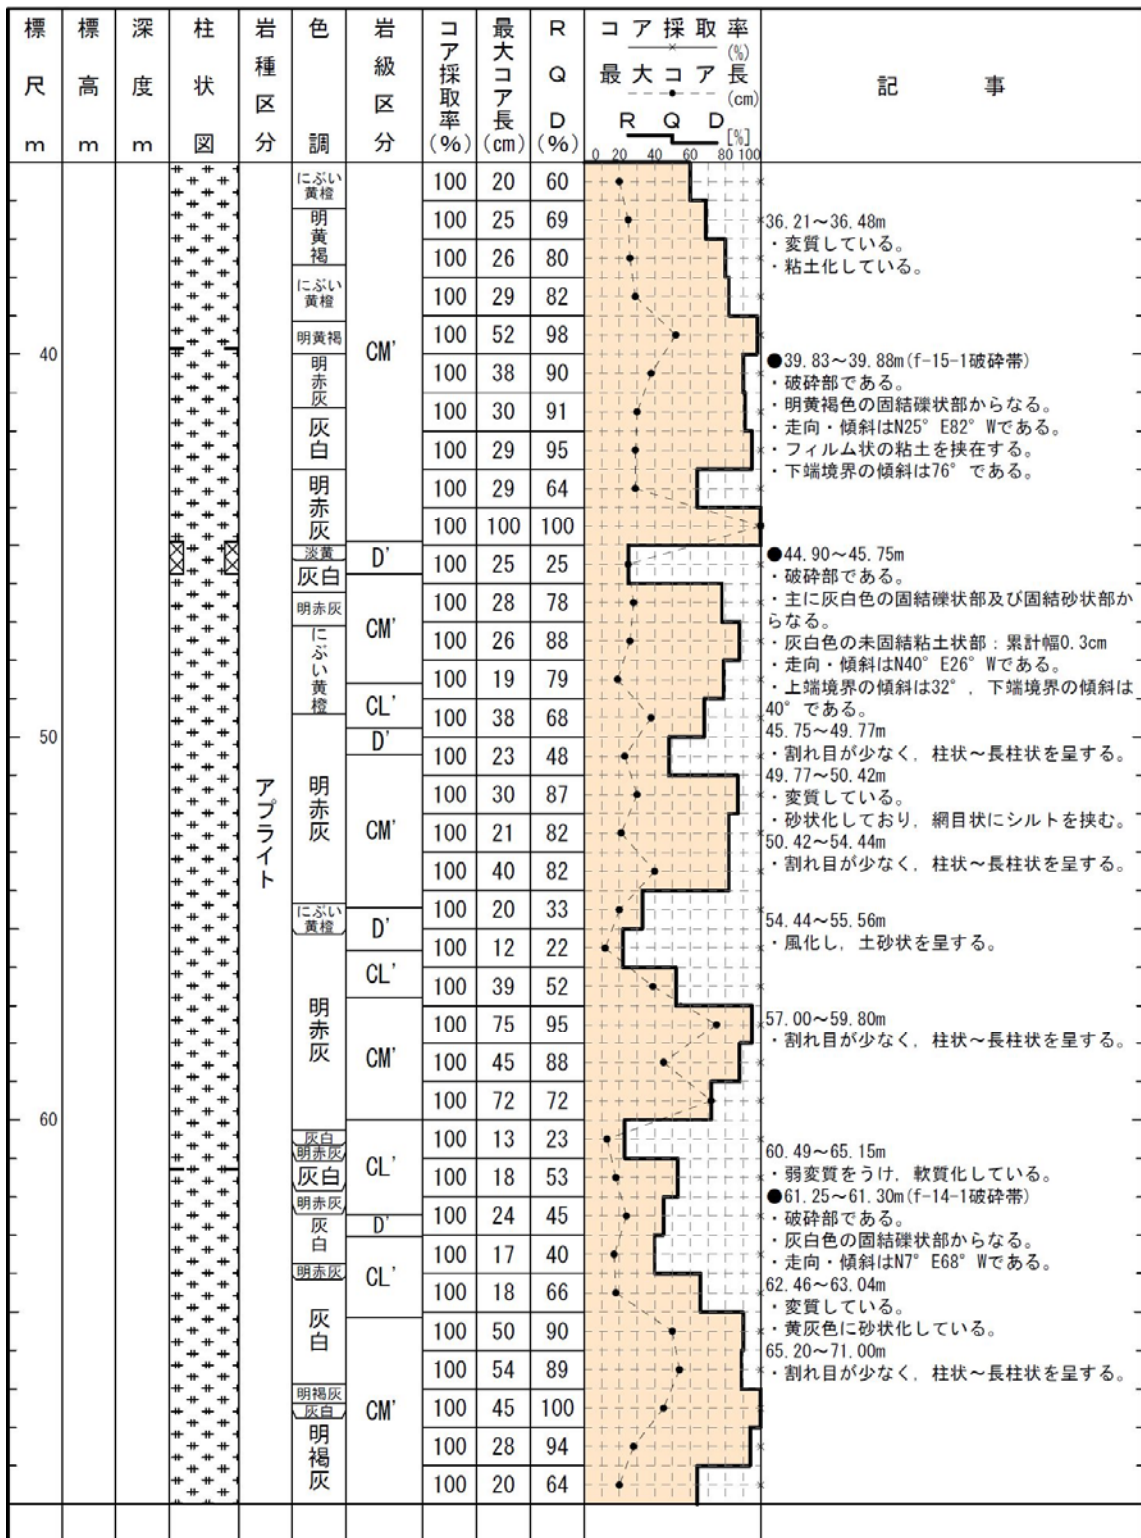 標尺m
標高m
深度m
柱状図
岩種区分
色調
岩級区分
コア採取率(%)
最大コア長(cm)
RQD(%)
コア採取率(%)
最大コア長(cm)
RQD[%]
0 20 40 60 80 100
記事
40
50
60
アプライト
にぶい黄橙
明黄褐
にぶい黄橙
明黄褐
明赤灰
灰白
明赤灰
淡黄
灰白
明赤灰
にぶい黄橙
明赤灰
にぶい黄橙
明赤灰
灰白
明赤灰
灰白
明赤灰
灰白
明赤灰
灰白
明褐灰
灰白
明褐灰
CM'
D'
CM'
CL'
D'
CM'
D'
CL'
CM'
CL'
D'
CL'
CM'
100 20 60
100 25 69
100 26 80
100 29 82
100 52 98
100 38 90
100 30 91
100 29 95
100 29 64
100 100 100
100 25 25
100 28 78
100 26 88
100 19 79
100 38 68
100 23 48
100 30 87
100 21 82
100 40 82
100 20 33
100 12 22
100 39 52
100 75 95
100 45 88
100 72 72
100 13 23
100 18 53
100 24 45
100 17 40
100 18 66
100 50 90
100 54 89
100 45 100
100 28 94
100 20 64
36.21～36.48m
・変質している。
・粘土化している。
●39.83～39.88m(f-15-1破砕帯)
・破砕部である。
・明黄褐色の固結礫状部からなる。
・走向・傾斜はN25°E82°Wである。
・フィルム状の粘土を挟在する。
・下端境界の傾斜は76°である。
●44.90～45.75m
・破砕部である。
・主に灰白色の固結礫状部及び固結砂状部か
らなる。
・灰白色の未固結粘土状部：累計幅0.3cm
・走向・傾斜はN40°E26°Wである。
・上端境界の傾斜は32°，下端境界の傾斜は
40°である。
45.75～49.77m
・割れ目が少なく，柱状～長柱状を呈する。
49.77～50.42m
・変質している。
・砂状化しており，網目状にシルトを挟む。
50.42～54.44m
・割れ目が少なく，柱状～長柱状を呈する。
54.44～55.56m
・風化し，土砂状を呈する。
57.00～59.80m
・割れ目が少なく，柱状～長柱状を呈する。
60.49～65.15m
・弱変質をうけ，軟質化している。
●61.25～61.30m(f-14-1破砕帯)
・破砕部である。
・灰白色の固結礫状部からなる。
・走向・傾斜はN7°E68°Wである。
62.46～63.04m
・変質している。
・黄灰色に砂状化している。
65.20～71.00m
・割れ目が少なく，柱状～長柱状を呈する。